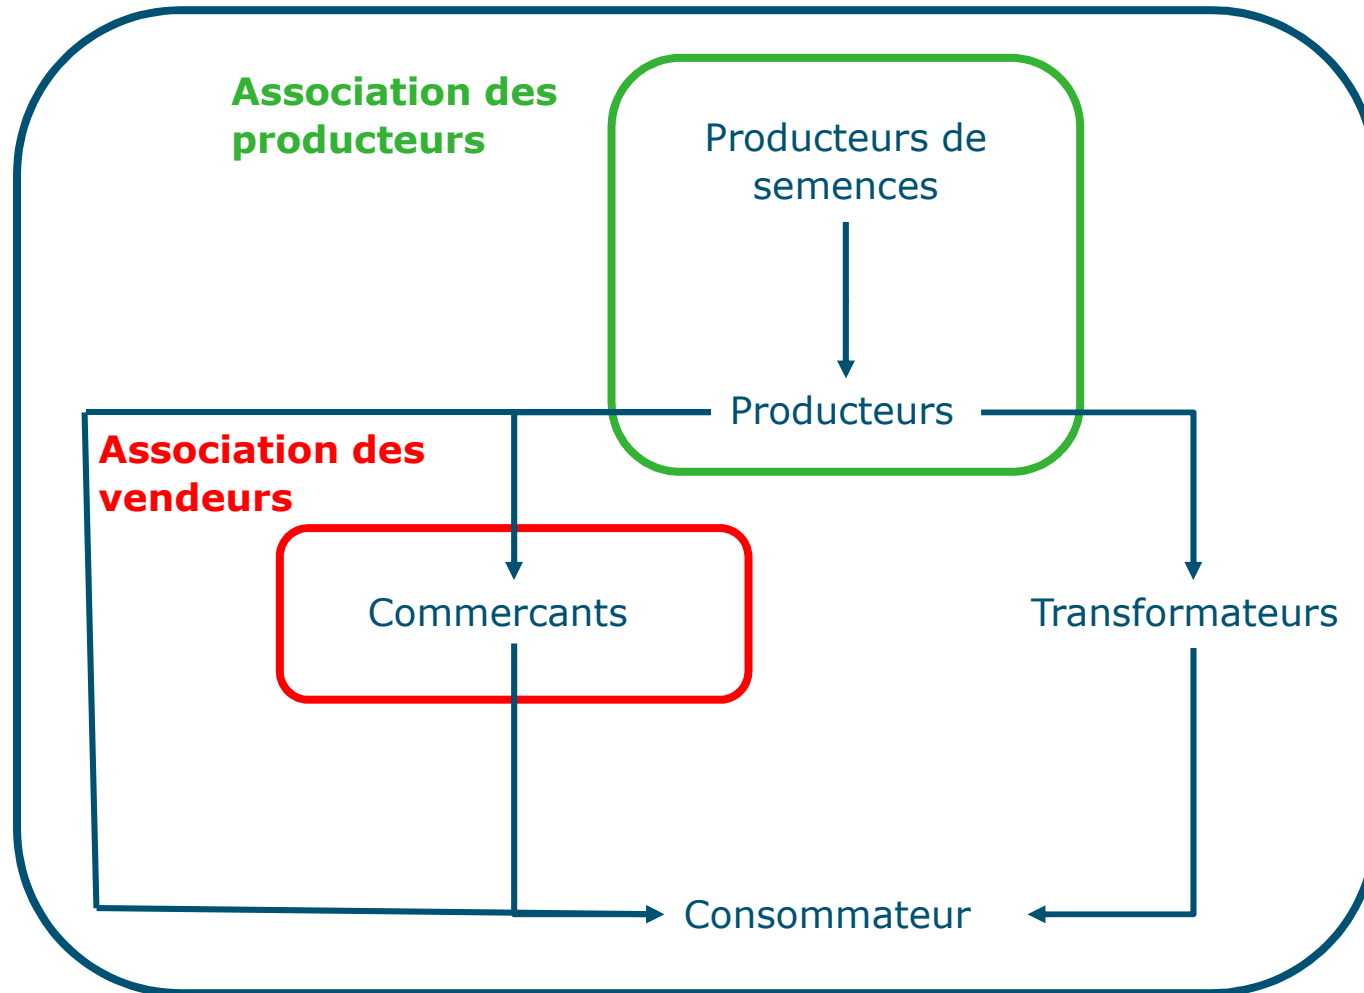 Association des
producteurs
Producteurs de
semences
Producteurs
Association des
vendeurs
Commercants
Transformateurs
Consommateur